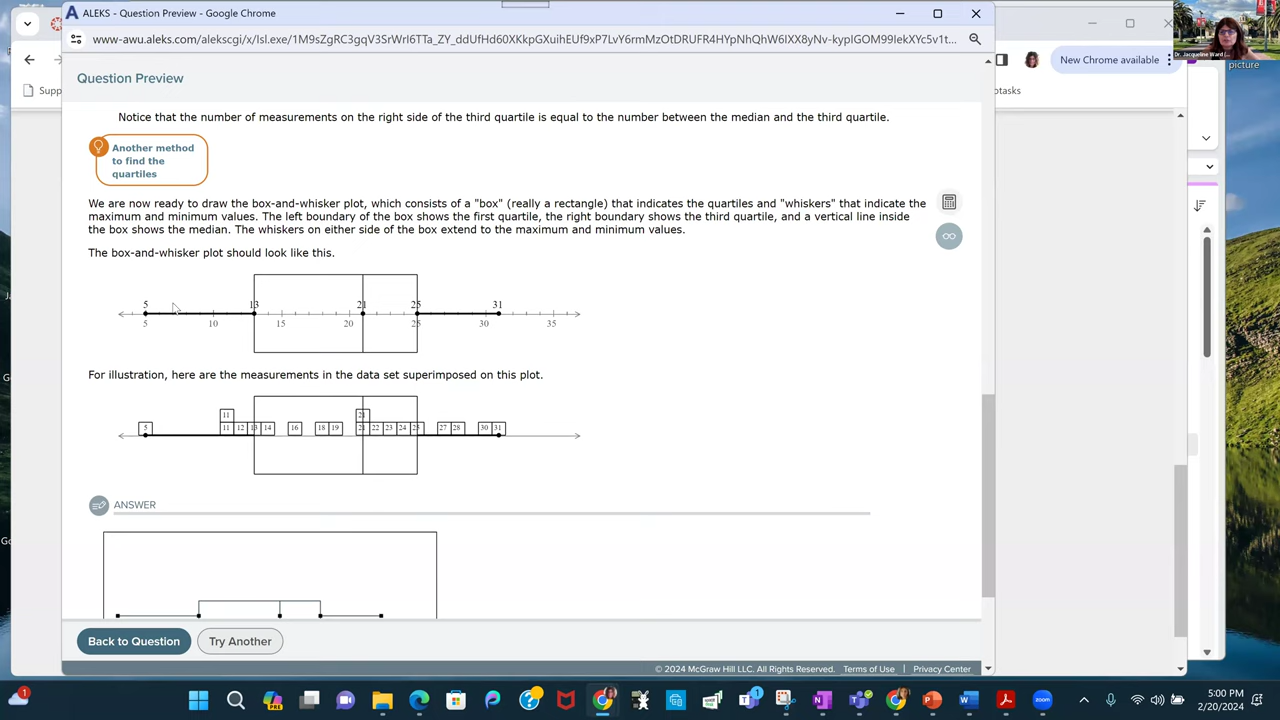 ALEKS - Question Preview - Google Chrome
Question Preview
New Chrome available
Dr. Jacqueline Ward
picture
Supp
Notice that the number of measurements on the right side of the third quartile is equal to the number between the median and the third quartile.
Another method
to find the
quartiles
We are now ready to draw the box-and-whisker plot, which consists of a "box" (really a rectangle) that indicates the quartiles and "whiskers" that indicate the
maximum and minimum values. The left boundary of the box shows the first quartile, the right boundary shows the third quartile, and a vertical line inside
the box shows the median. The whiskers on either side of the box extend to the maximum and minimum values.
The box-and-whisker plot should look like this.
5 13 21 25 31
5 10 15 20 25 30 35
For illustration, here are the measurements in the data set superimposed on this plot.
11 21
5 11 12 13 14 16 18 19 21 22 23 24 25 27 28 30 31
ANSWER
Back to Question
Try Another
© 2024 McGraw Hill LLC. All Rights Reserved. Terms of Use | Privacy Center
5:00 PM
2/20/2024